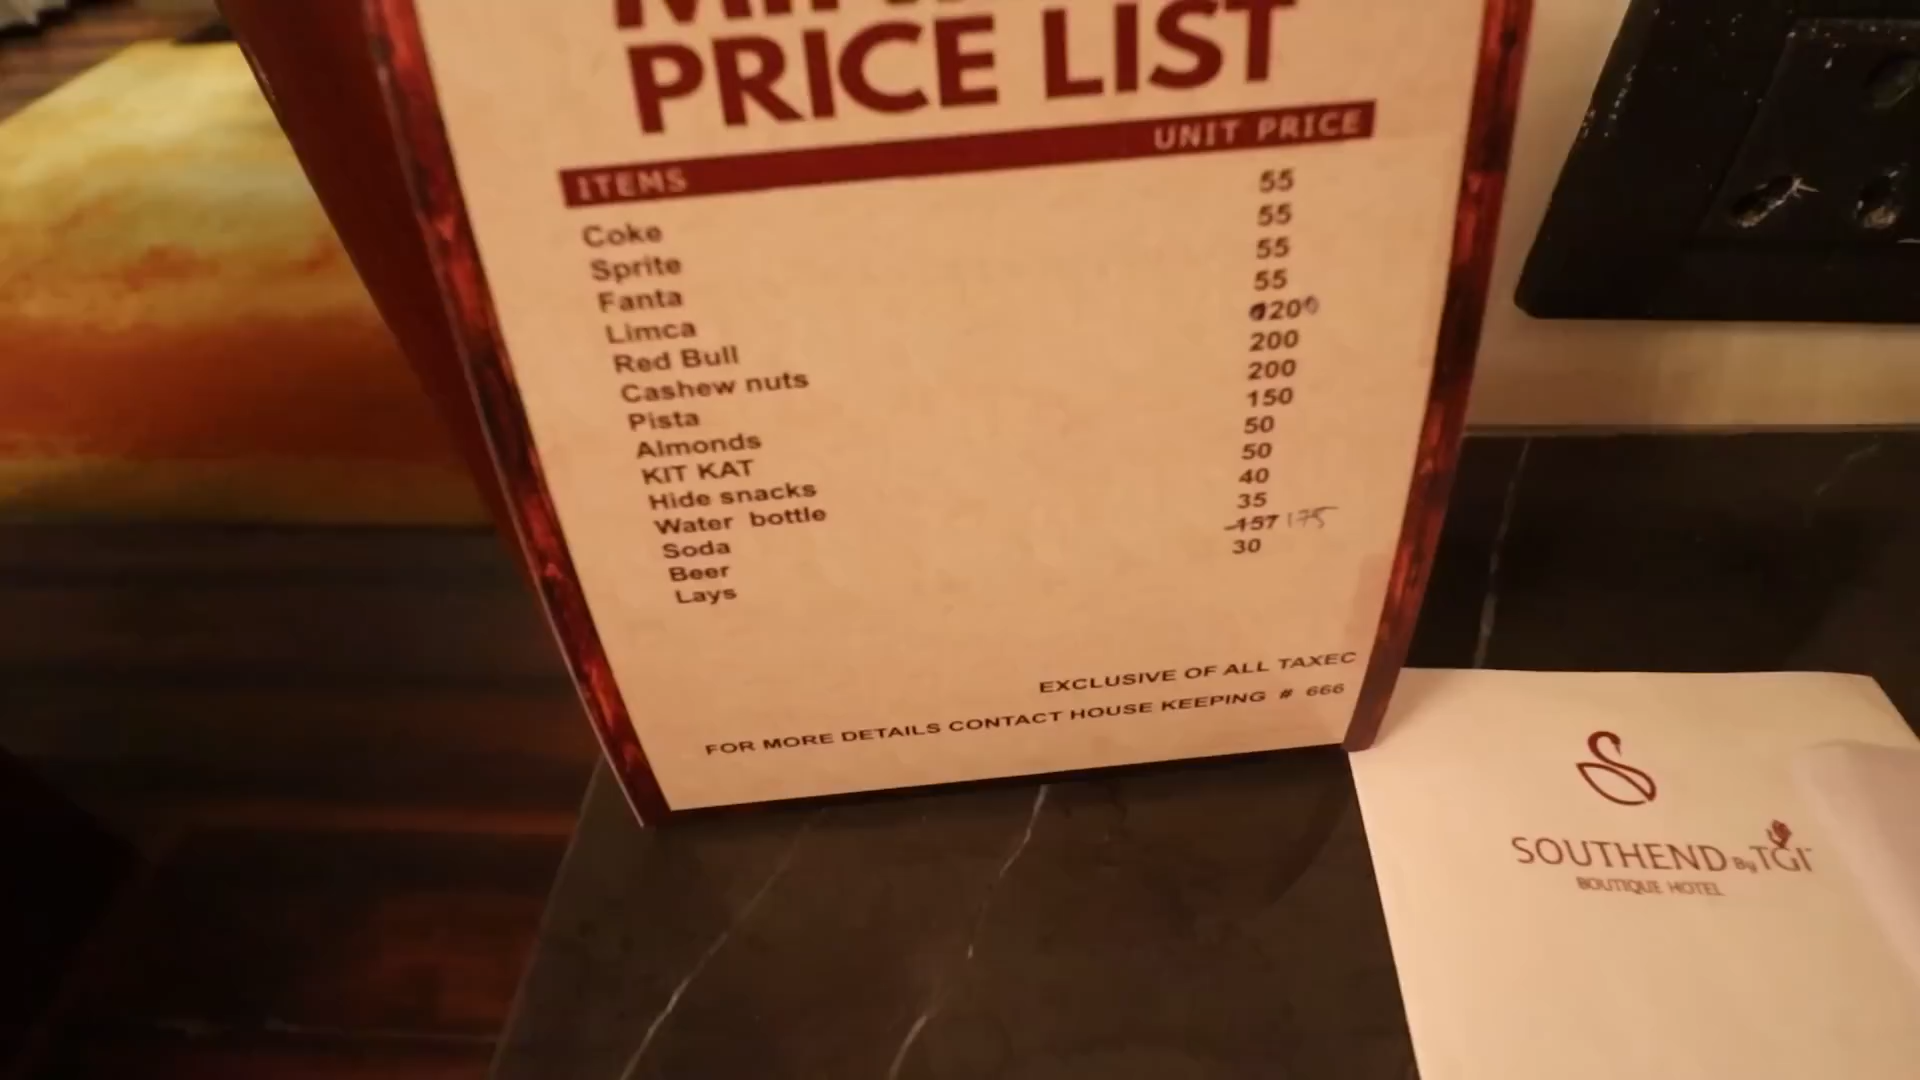 PRICE LIST
ITEMS UNIT PRICE
Coke 55
Sprite 55
Fanta 55
Limca 55
Red Bull
Cashew nuts 200
Pista 200
Almonds 150
KIT KAT 50
Hide snacks 50
Water bottle 40
Soda 35
Beer 157 175
Lays 30
EXCLUSIVE OF ALL TAXEC
FOR MORE DETAILS CONTACT HOUSE KEEPING # 666
SOUTHEND By TGI
BOUTIQUE HOTEL